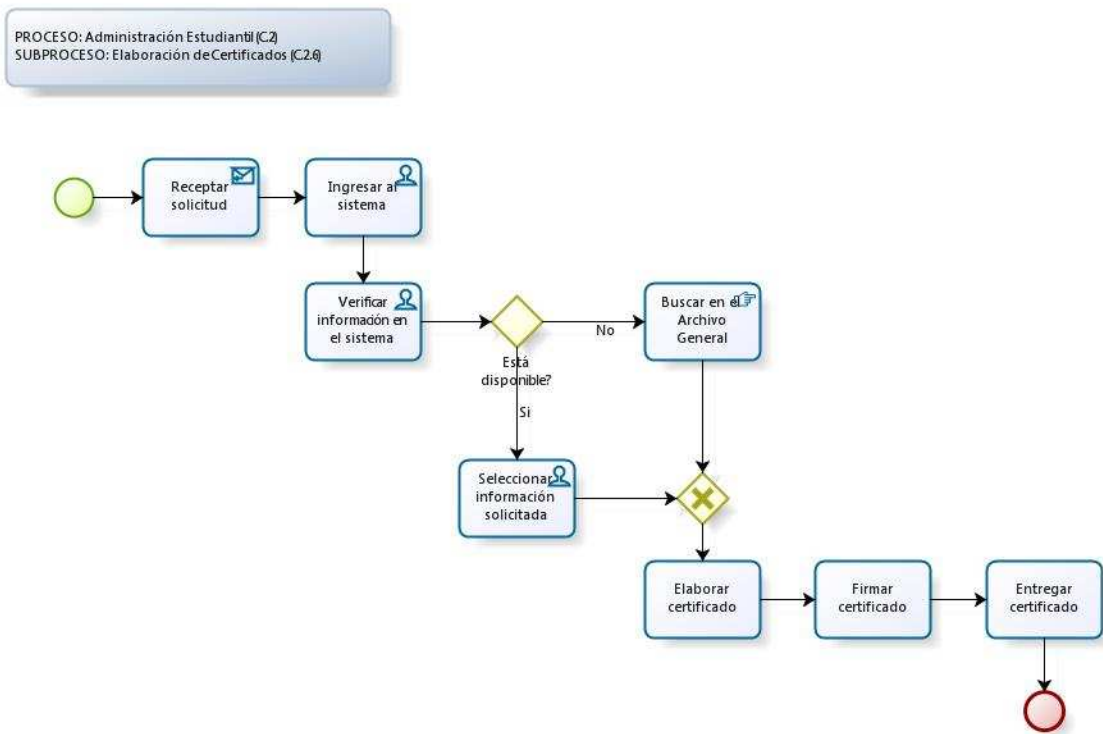 PROCESO: Administración Estudiantil (C.2)
SUBPROCESO: Elaboración de Certificados (C.2.6)
Receptar
solicitud
Ingresar al
sistema
Verificar
información en
el sistema
Está
disponible?
No
Si
Buscar en el
Archivo
General
Seleccionar
información
solicitada
Elaborar
certificado
Firmar
certificado
Entregar
certificado